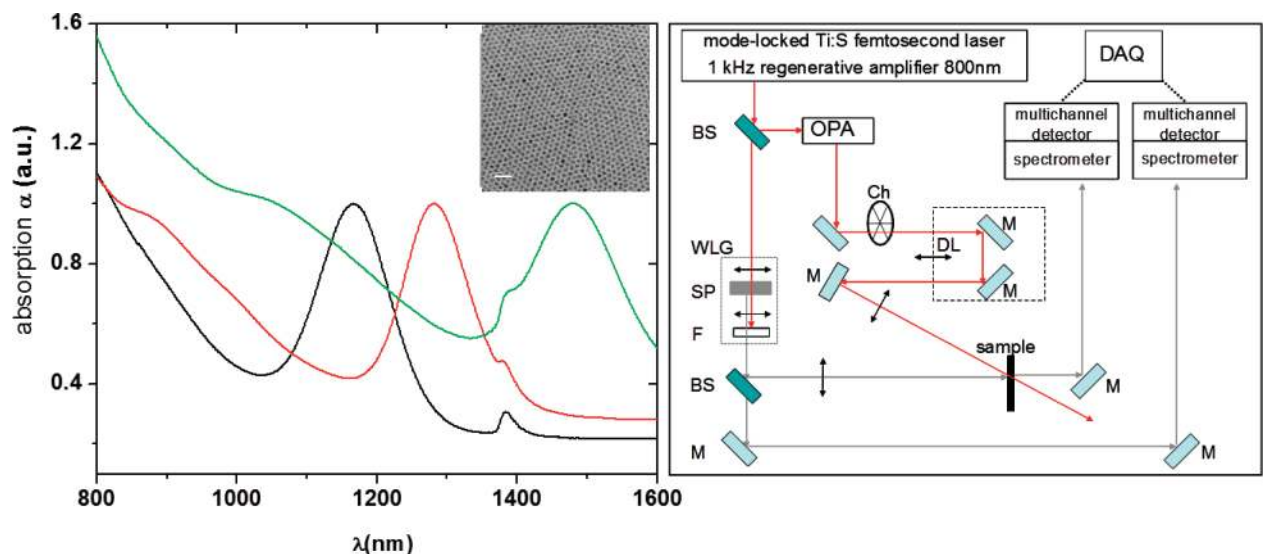 1.6
1.2
0.8
0.4
absorption α (a.u.)
800
1000
1200
1400
1600
λ(nm)
mode-locked Ti:S femtosecond laser
1 kHz regenerative amplifier 800nm
DAQ
multichannel
detector
spectrometer
multichannel
detector
spectrometer
BS
OPA
Ch
M
DL
M
WLG
M
SP
F
sample
BS
M
M
M